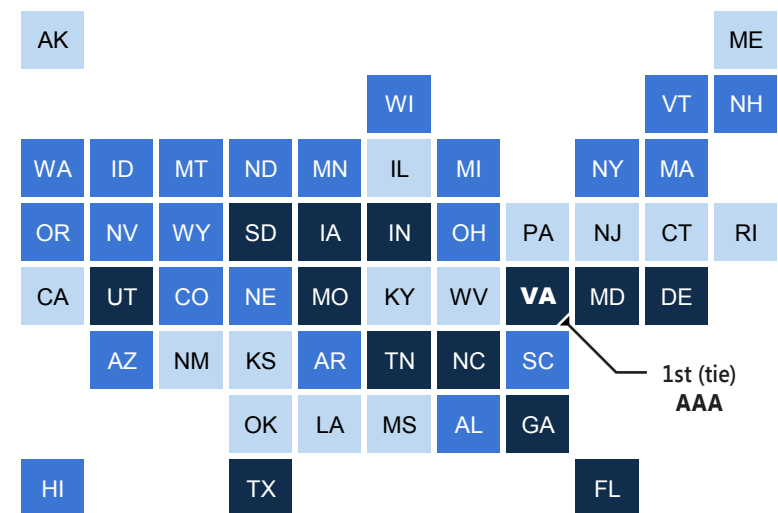 AK ME
WI VT NH
WA ID MT ND MN IL MI NY MA
OR NV WY SD IA IN OH PA NJ CT RI
CA UT CO NE MO KY WV VA MD DE
AZ NM KS AR TN NC SC
1st (tie)
AAA
OK LA MS AL GA
HI TX FL